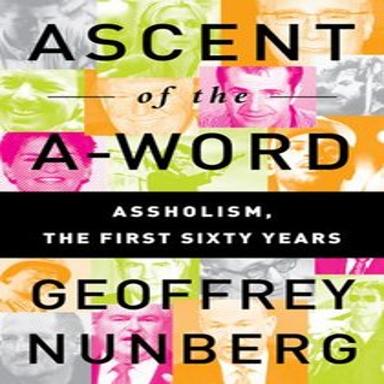 ASCENT
of the
A-WORD
ASSHOLISM,
THE FIRST SIXTY YEARS
GEOFFREY
NUNBERG